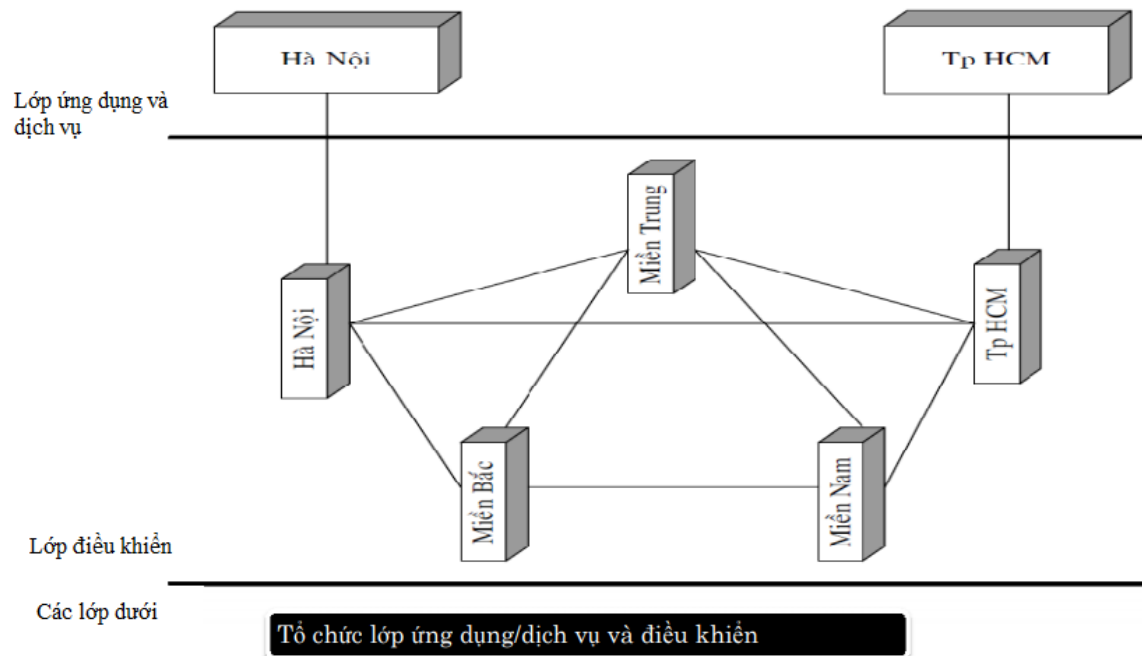 Hà Nội
Tp HCM
Lớp ứng dụng và
dịch vụ
Miền Trung
Hà Nội
Tp HCM
Miền Bắc
Miền Nam
Lớp điều khiển
Các lớp dưới
Tổ chức lớp ứng dụng/dịch vụ và điều khiển